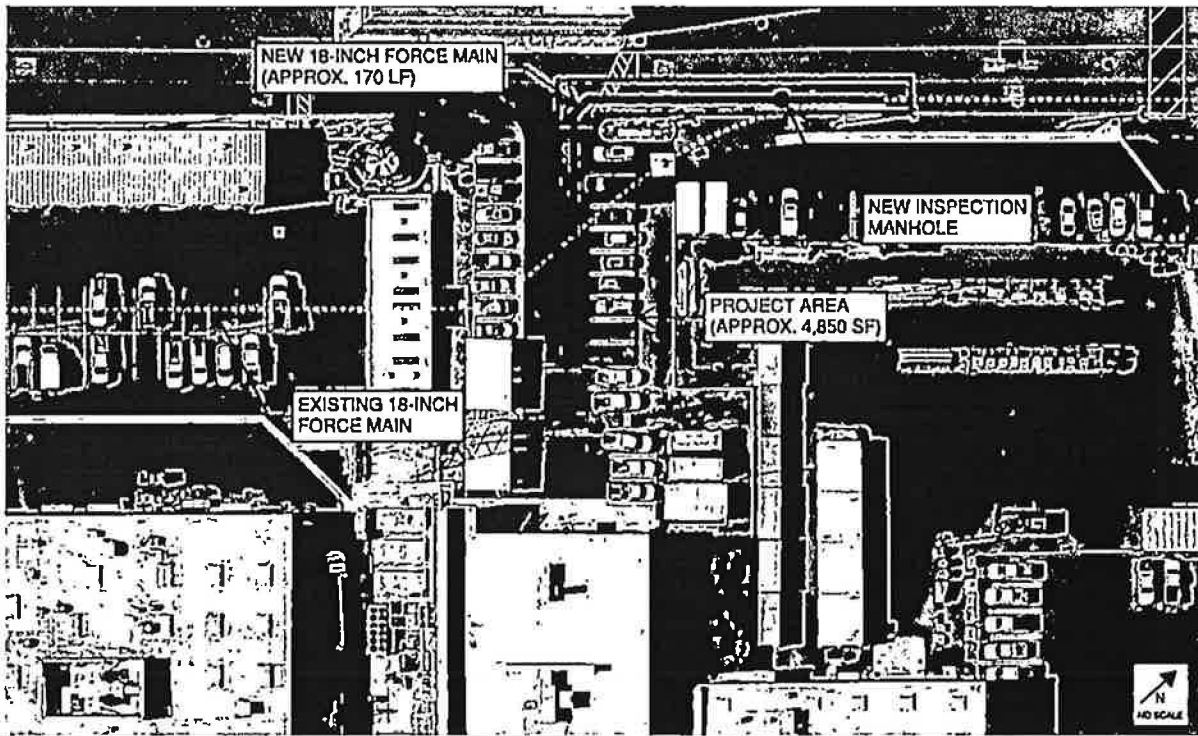 NEW 18-INCH FORCE MAIN
(APPROX. 170 LF)
NEW INSPECTION
MANHOLE
PROJECT AREA
(APPROX. 4,850 SF)
EXISTING 18-INCH
FORCE MAIN
N
NO SCALE